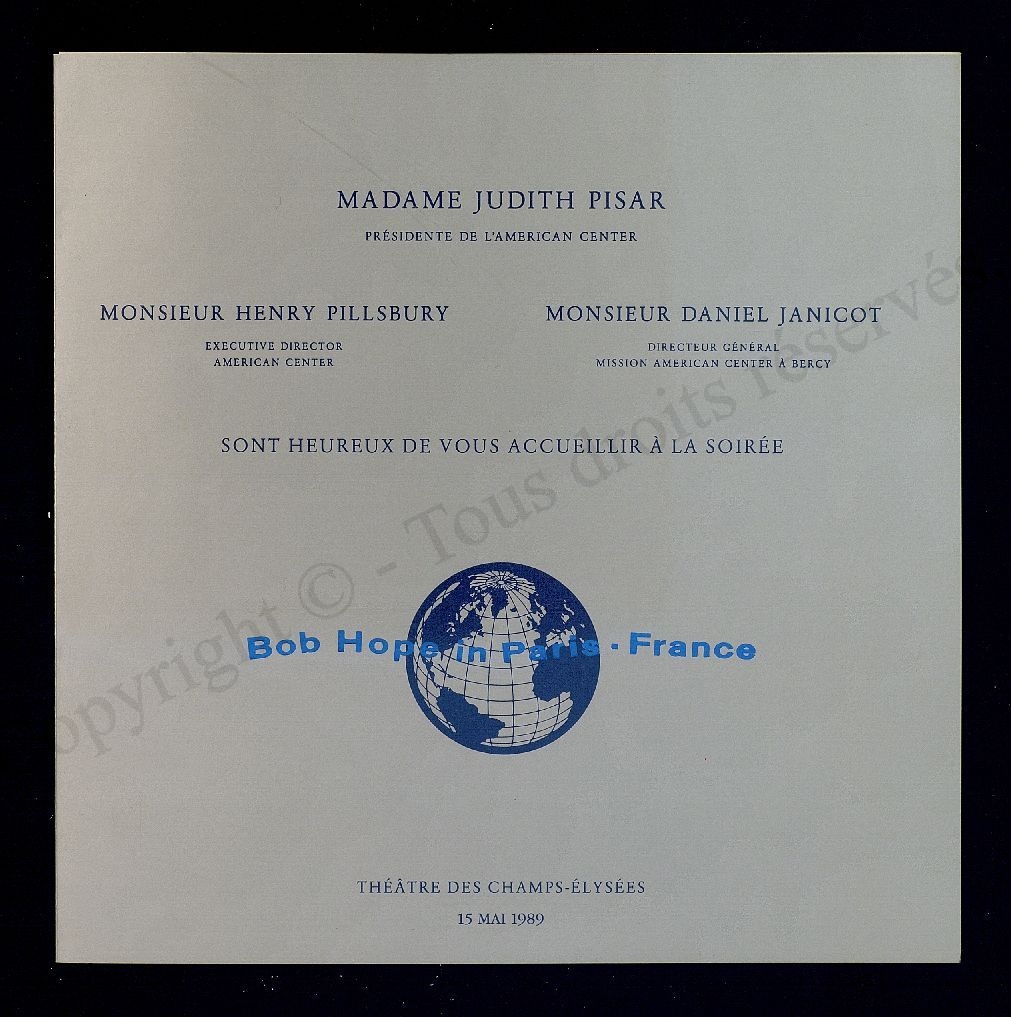 MADAME JUDITH PISAR
PRÉSIDENTE DE L'AMERICAN CENTER
MONSIEUR HENRY PILLSBURY
EXECUTIVE DIRECTOR
AMERICAN CENTER
MONSIEUR DANIEL JANICOT
DIRECTEUR GÉNÉRAL
MISSION AMERICAN CENTER À BERCY
SONT HEUREUX DE VOUS ACCUEILLIR À LA SOIRÉE
Bob Hope in Paris · France
THÉÂTRE DES CHAMPS-ÉLYSÉES
15 MAI 1989
opyright © - Tous droits réservés